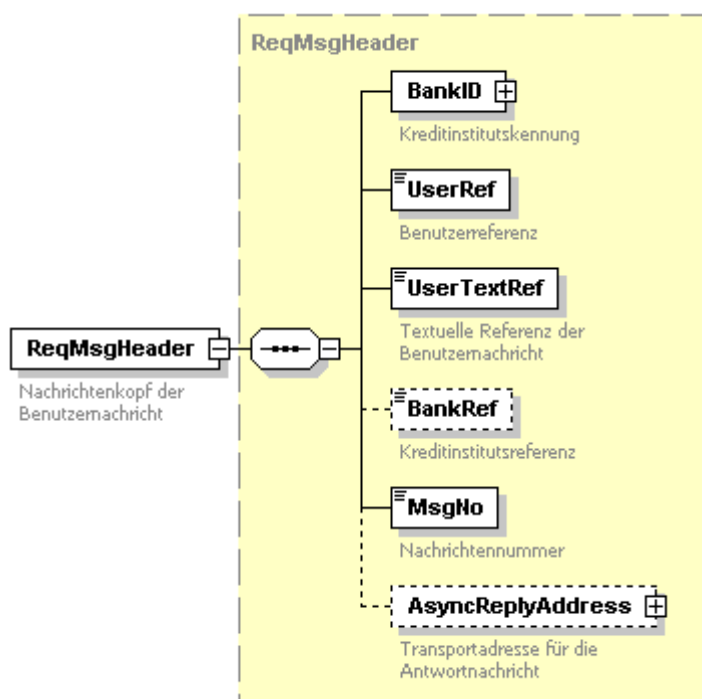 ReqMsgHeader
BankID
Kreditinstitutskennung
UserRef
Benutzerreferenz
UserTextRef
Textuelle Referenz der
Benutzernachricht
ReqMsgHeader
Nachrichtenkopf der
Benutzernachricht
BankRef
Kreditinstitutsreferenz
MsgNo
Nachrichtennummer
AsyncReplyAddress
Transportadresse für die
Antwortnachricht